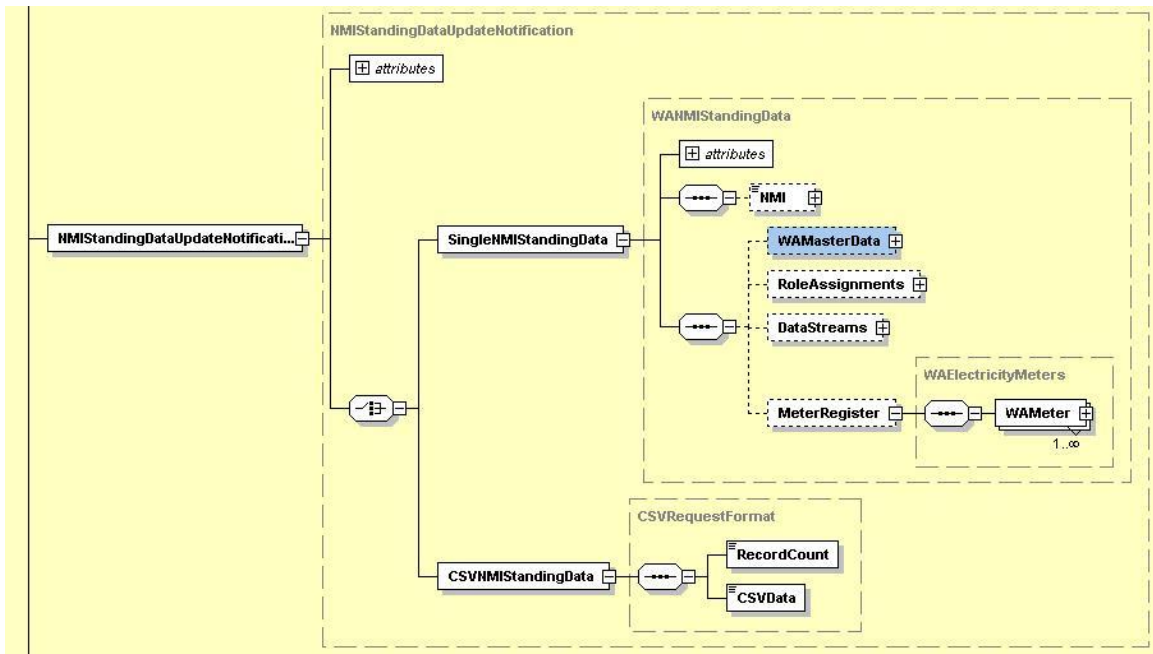 NMIStandingDataUpdateNotification
attributes
WANMIStandingData
attributes
NMI
NMIStandingDataUpdateNotificati...
SingleNMIStandingData
WAMasterData
RoleAssignments
DataStreams
WAElectricityMeters
MeterRegister
WAMeter
1..∞
CSVRequestFormat
RecordCount
CSVNMIStandingData
CSVData